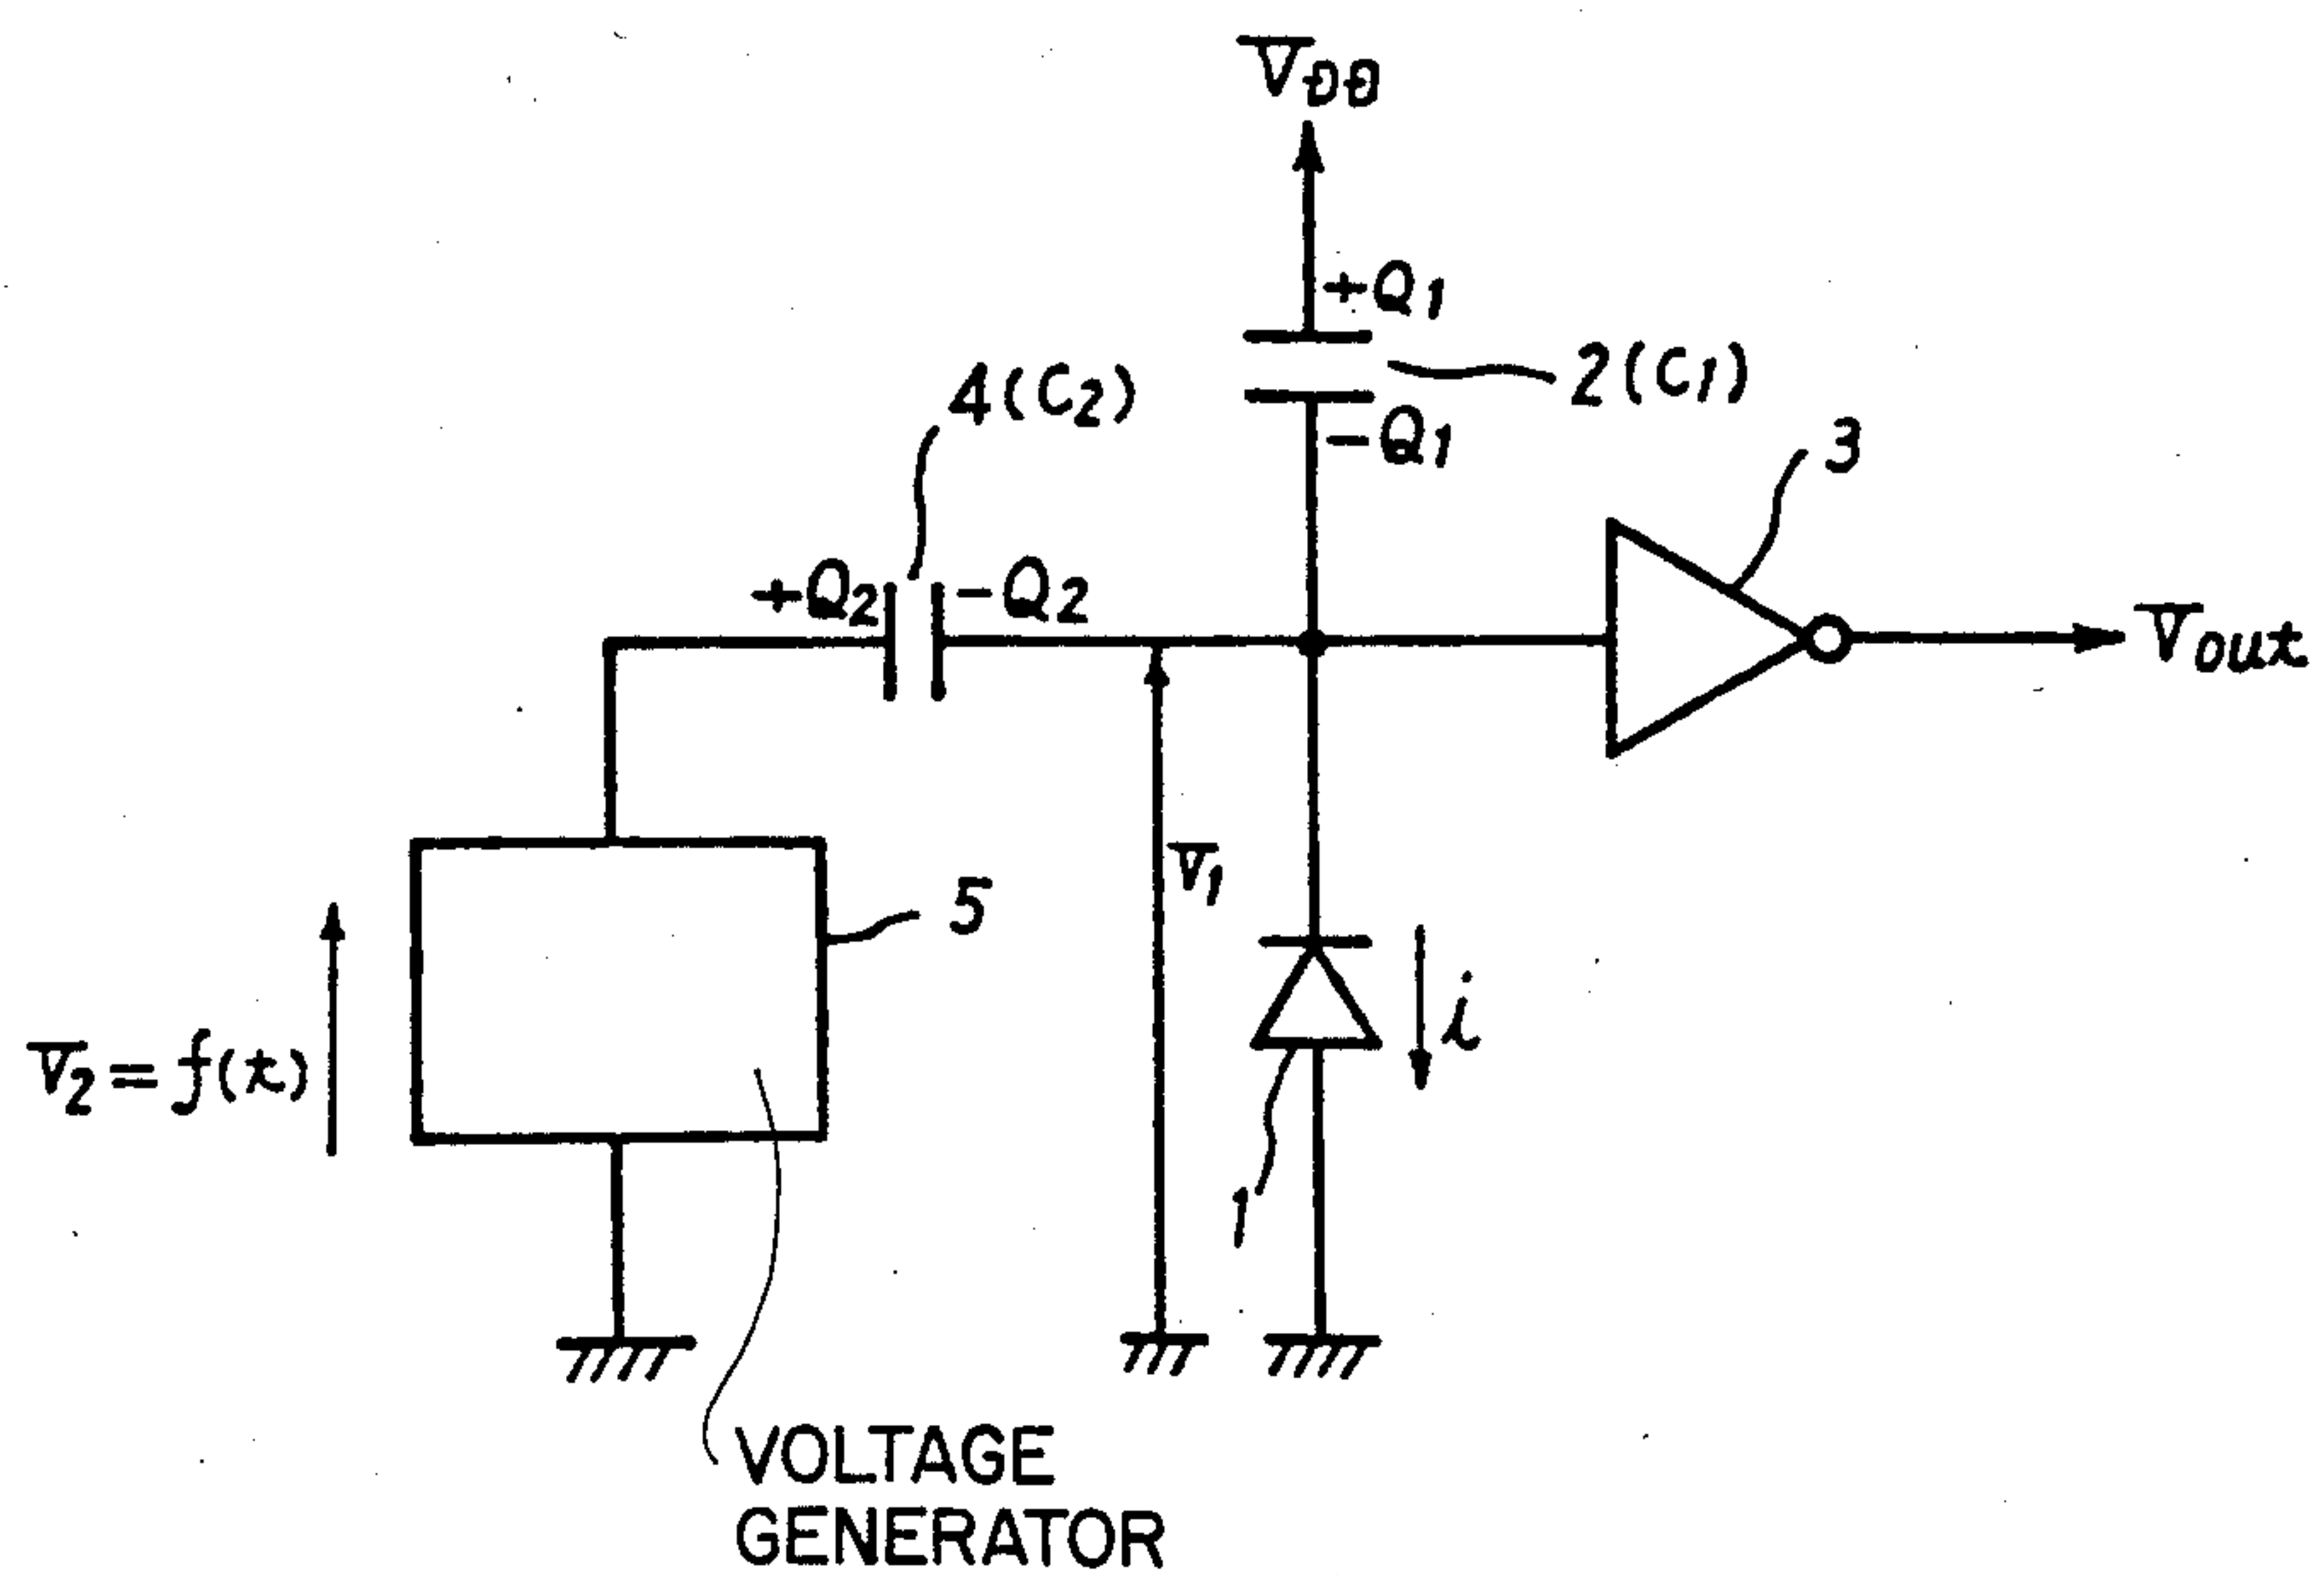 VDD
+Q1
2(C1)
-Q1
4(C2)
3
+Q2
-Q2
Vout
V1
5
i
V2=f(t)
1
VOLTAGE
GENERATOR